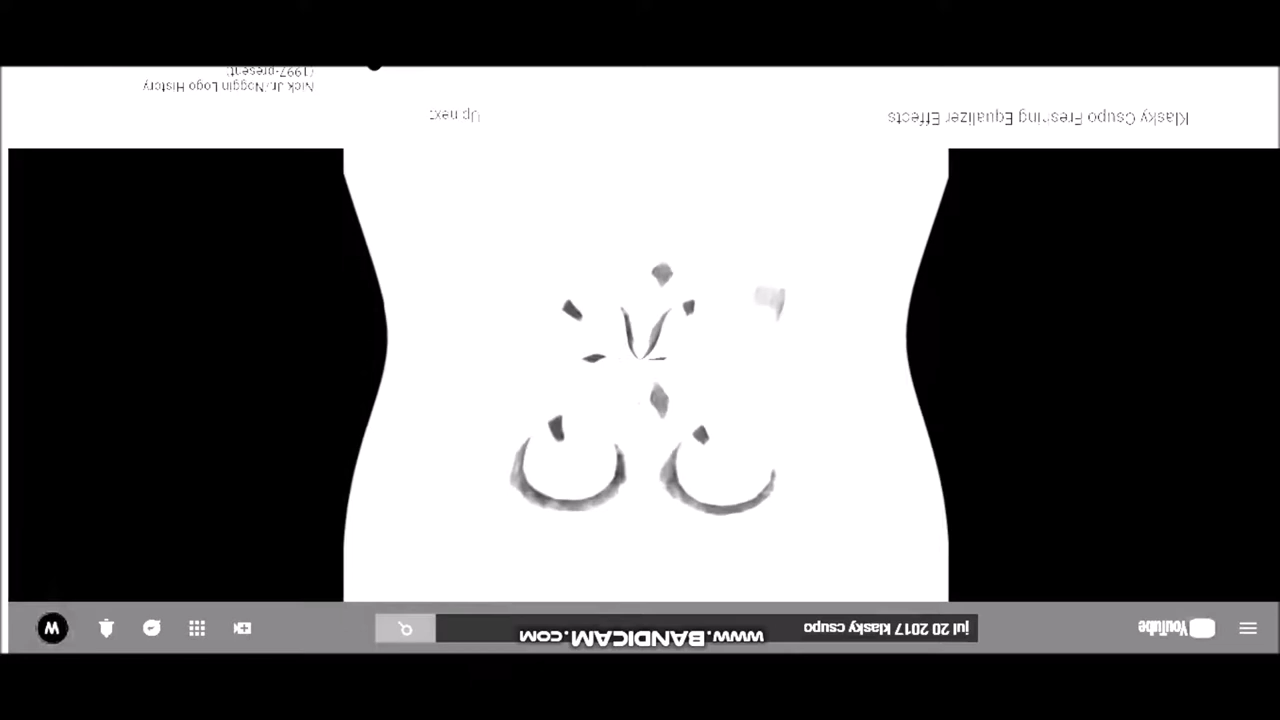 YouTube
jul 20 2017 klasky csupo
www.BANDICAM.com
W
Klasky Csupo Effects Equalizer
Up next
Nick Jr./Noggin Logo History
(1997-present)